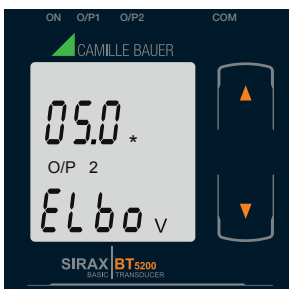 ON O/P1 O/P2 COM
CAMILLE BAUER
05.0 *
O/P 2
ELbo V
SIRAX BT5200
BASIC TRANSDUCER